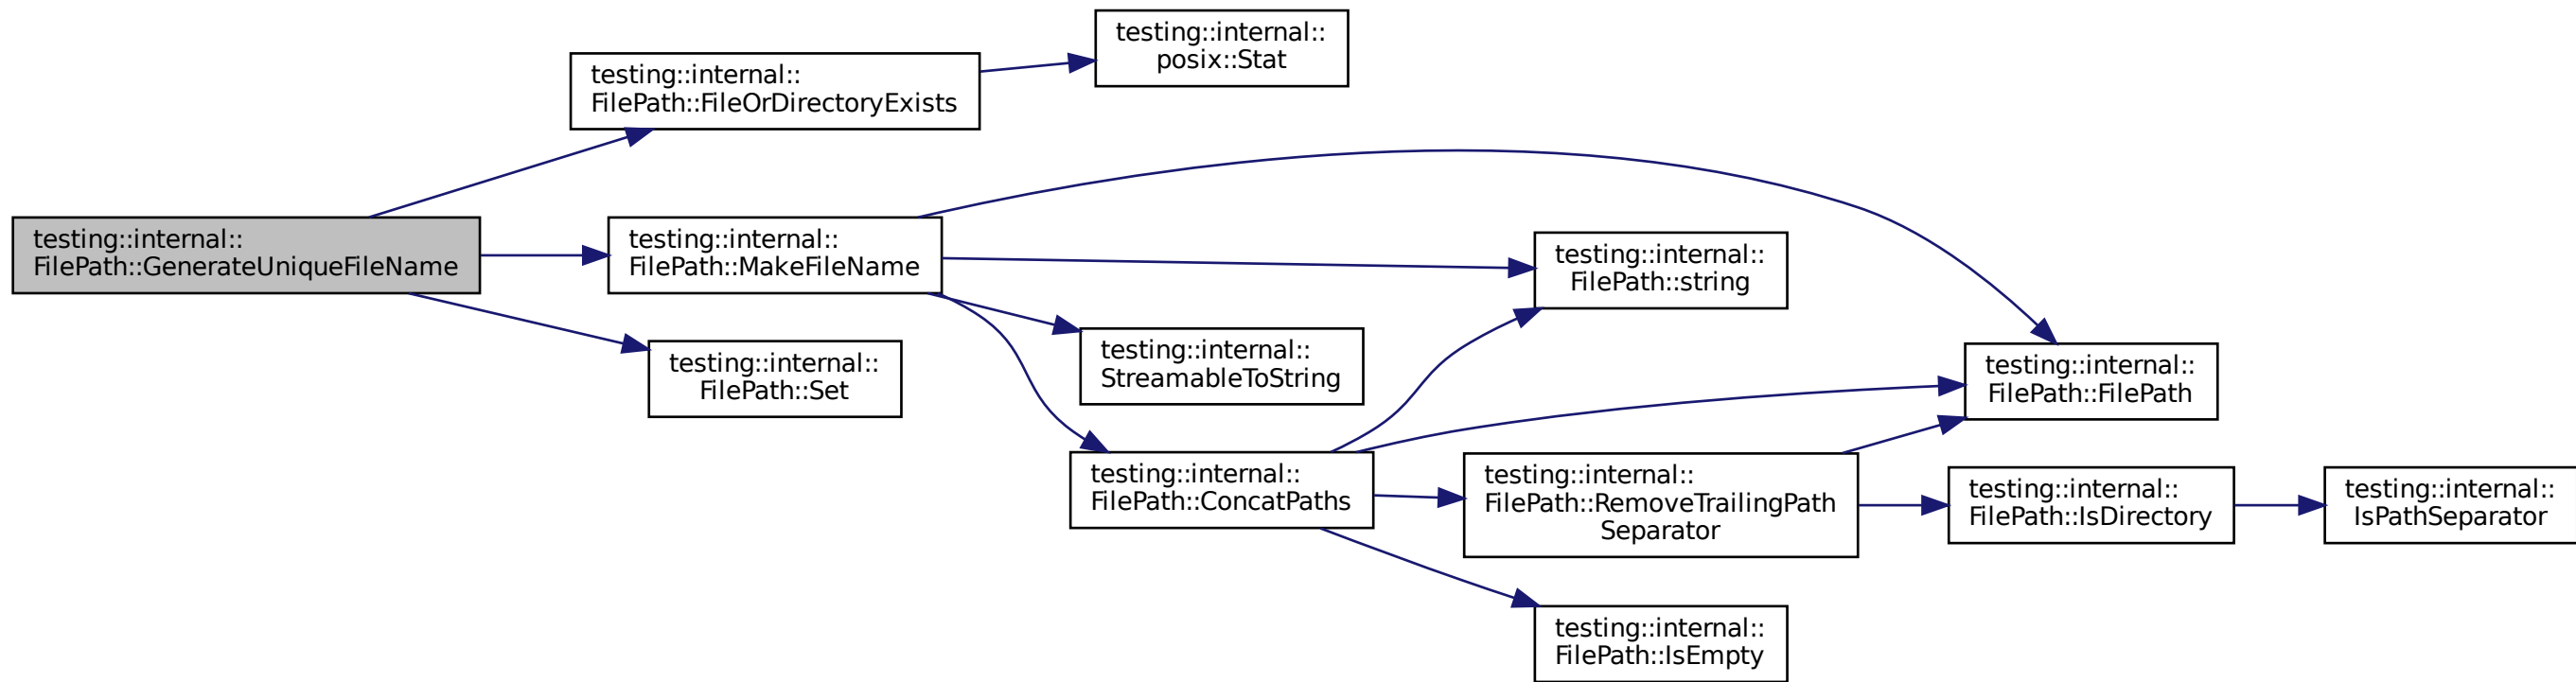 testing::internal::
FilePath::GenerateUniqueFileName
testing::internal::
FilePath::FileOrDirectoryExists
testing::internal::
posix::Stat
testing::internal::
FilePath::MakeFileName
testing::internal::
FilePath::Set
testing::internal::
FilePath::string
testing::internal::
StreamableToString
testing::internal::
FilePath::ConcatPaths
testing::internal::
FilePath::FilePath
testing::internal::
FilePath::RemoveTrailingPath
Separator
testing::internal::
FilePath::IsDirectory
testing::internal::
IsPathSeparator
testing::internal::
FilePath::IsEmpty